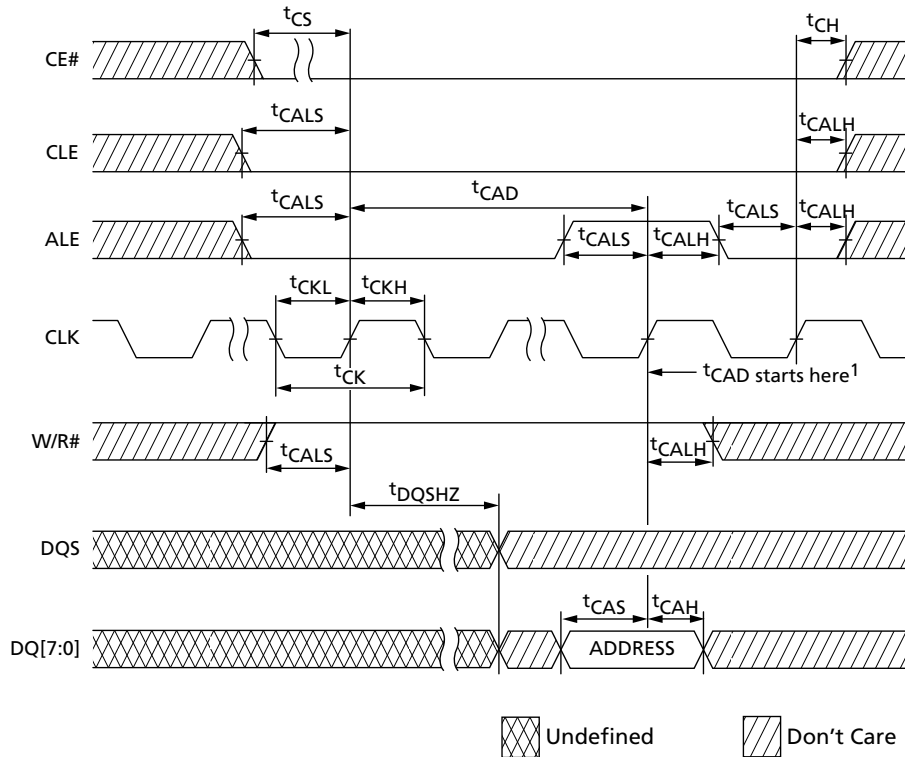 tCS
tCH
CE#
tCALS
tCALH
CLE
tCALS
tCAD
tCALS
tCALH
ALE
tCALS
tCALH
tCKL
tCKH
CLK
tCK
tCAD starts here1
W/R#
tCALS
tCALH
tDQSHZ
DQS
tCAS
tCAH
DQ[7:0]
ADDRESS
Undefined
Don't Care